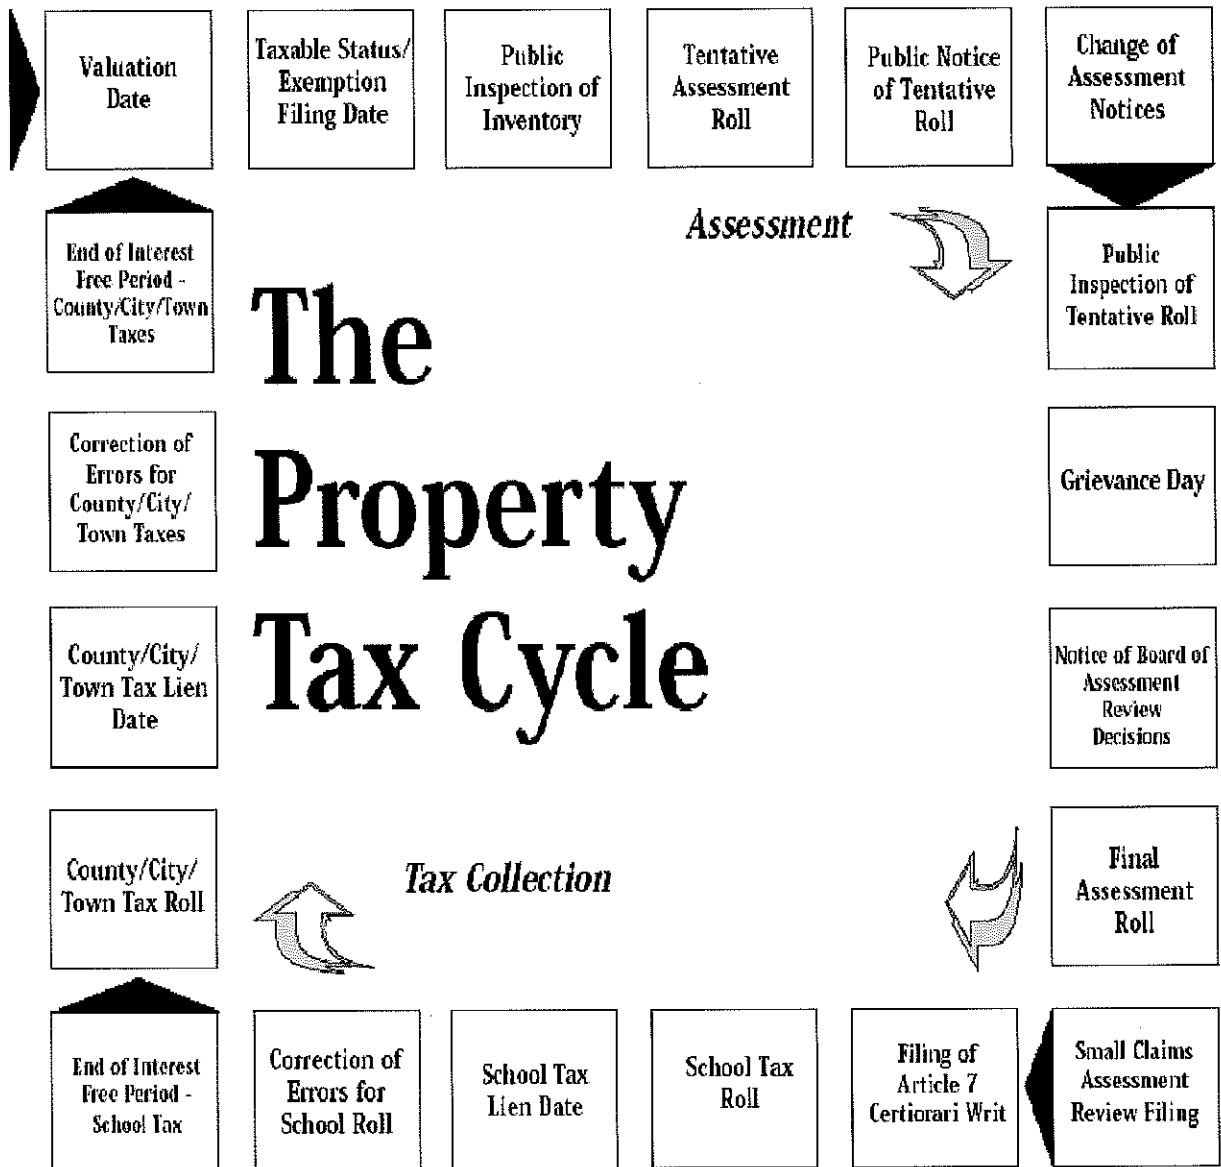 Valuation
Date
Taxable Status/
Exemption
Filing Date
Public
Inspection of
Inventory
Tentative
Assessment
Roll
Public Notice
of Tentative
Roll
Change of
Assessment
Notices
Public
Inspection of
Tentative Roll
Grievance Day
Notice of Board of
Assessment
Review
Decisions
Final
Assessment
Roll
Small Claims
Assessment
Review Filing
Filing of
Article 7
Certiorari Writ
School Tax
Roll
School Tax
Lien Date
Correction of
Errors for
School Roll
End of Interest
Free Period -
School Tax
County/City/
Town Tax Roll
County/City/
Town Tax Lien
Date
Correction of
Errors for
County/City/
Town Taxes
End of Interest
Free Period -
County/City/Town
Taxes
Assessment
The
Property
Tax Cycle
Tax Collection